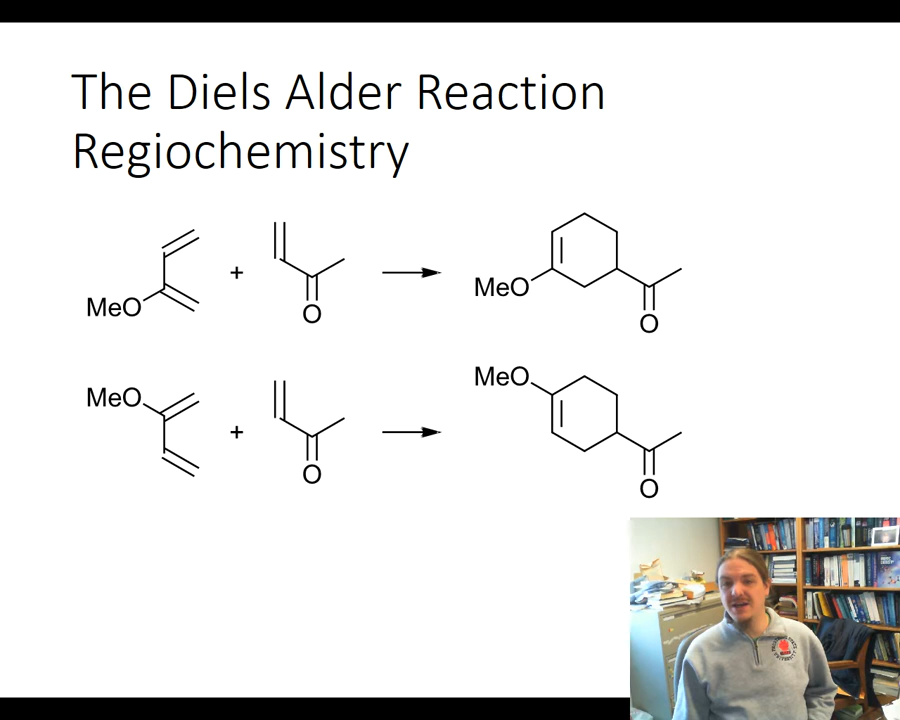 The Diels Alder Reaction
Regiochemistry
MeO
+
O
MeO
O
MeO
+
O
MeO
O